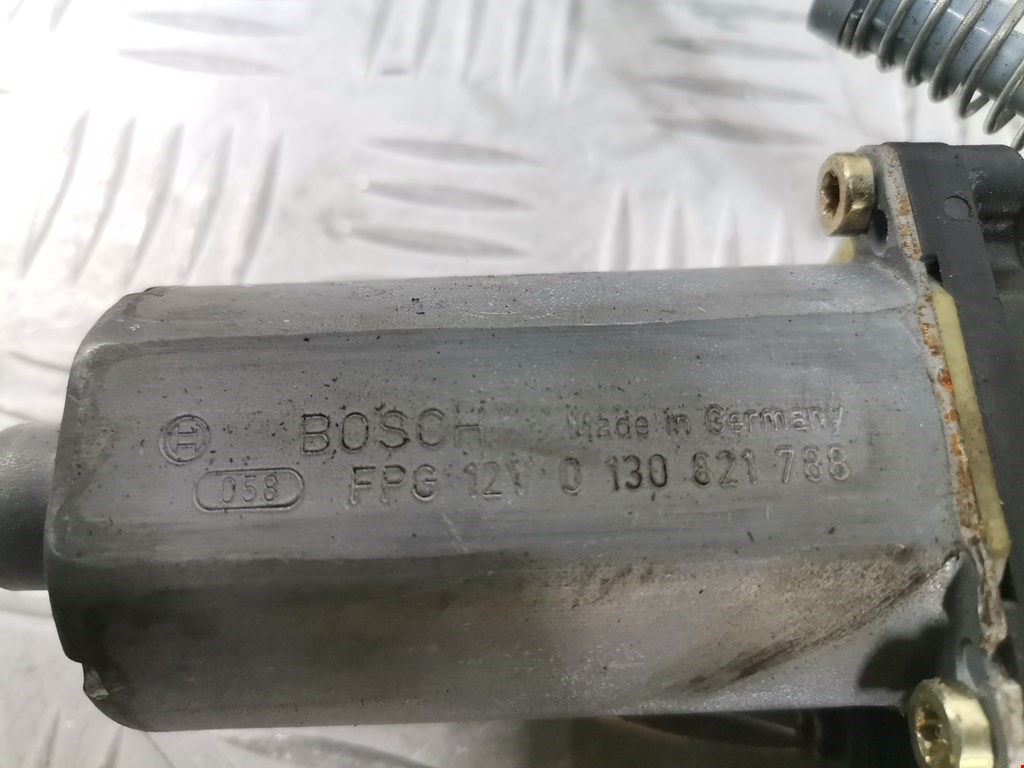 BOSCH Made in Germany
058 FPG 12V 0 130 821 788